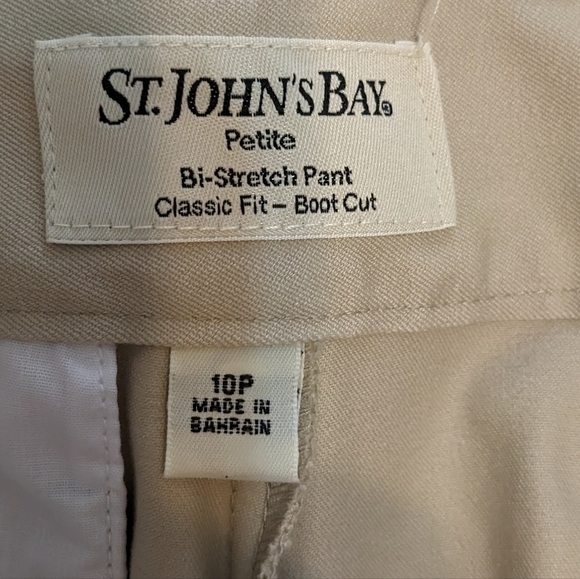 ST. JOHN'S BAY®
Petite
Bi-Stretch Pant
Classic Fit – Boot Cut
10P
MADE IN
BAHRAIN